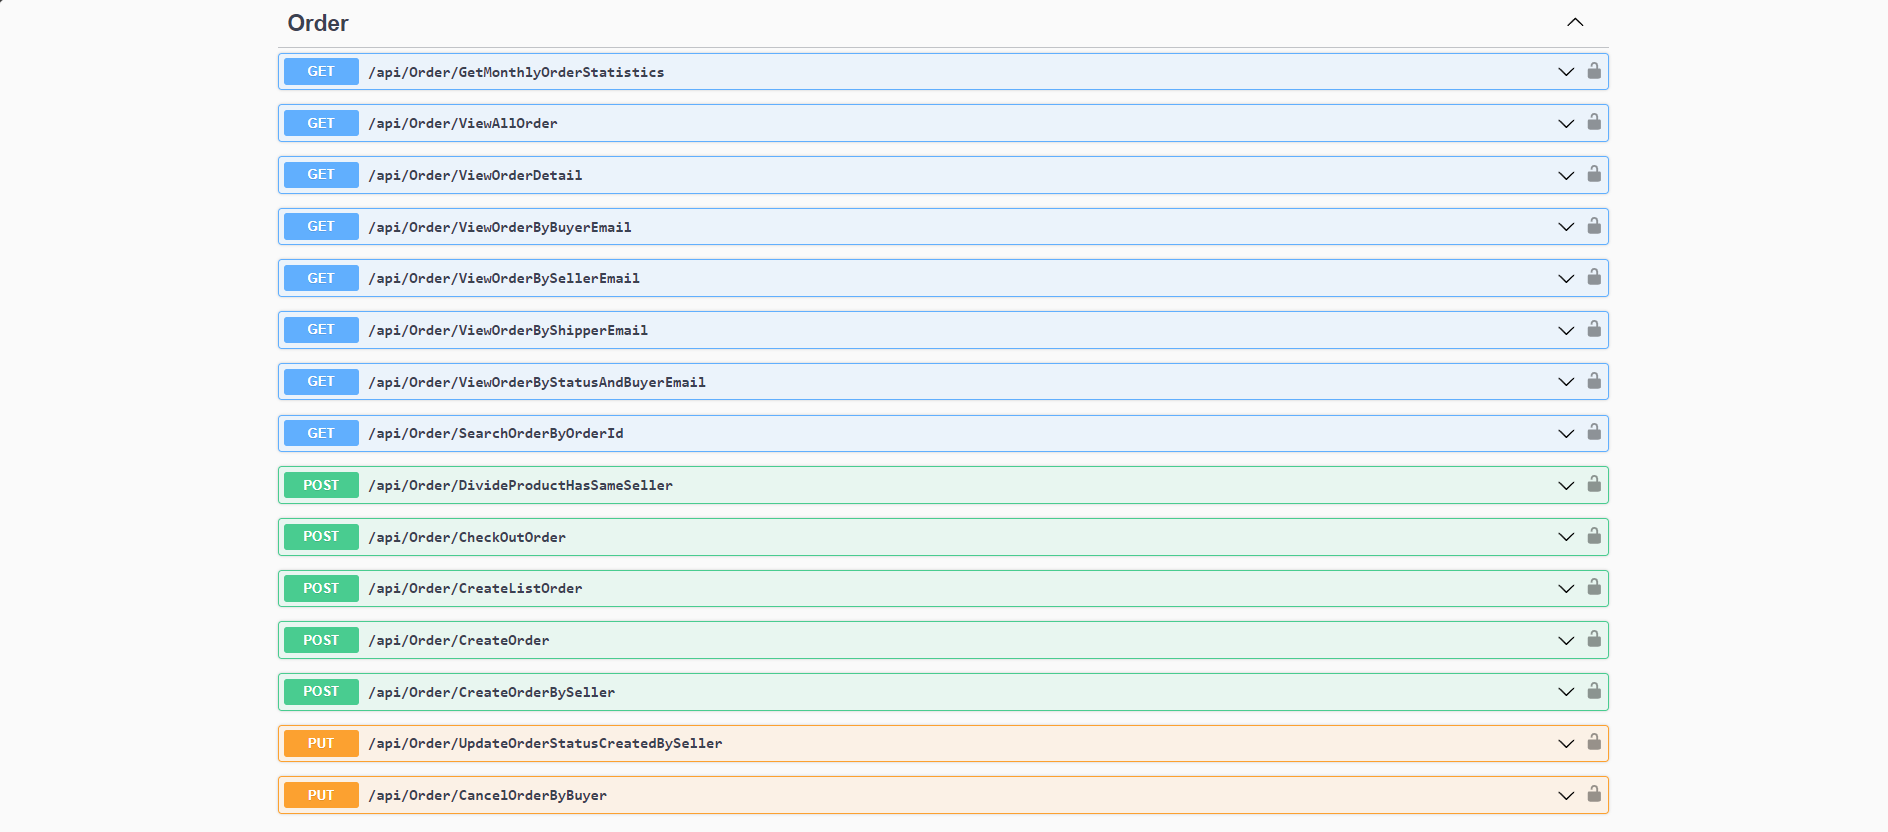 Order
GET /api/Order/GetMonthlyOrderStatistics
GET /api/Order/ViewAllOrder
GET /api/Order/ViewOrderDetail
GET /api/Order/ViewOrderByBuyerEmail
GET /api/Order/ViewOrderBySellerEmail
GET /api/Order/ViewOrderByShipperEmail
GET /api/Order/ViewOrderByStatusAndBuyerEmail
GET /api/Order/SearchOrderByOrderId
POST /api/Order/DivideProductHasSameSeller
POST /api/Order/CheckOutOrder
POST /api/Order/CreateListOrder
POST /api/Order/CreateOrder
POST /api/Order/CreateOrderBySeller
PUT /api/Order/UpdateOrderStatusCreatedBySeller
PUT /api/Order/CancelOrderByBuyer